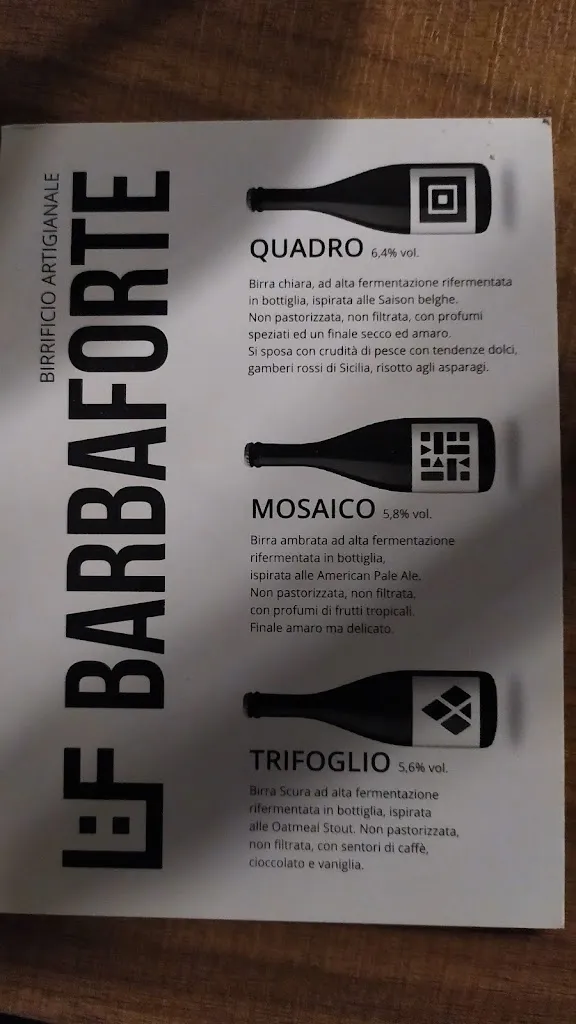 BIRRIFICIO ARTIGIANALE
BARBAFORTE
QUADRO 6,4% vol.
Birra chiara, ad alta fermentazione rifermentata
in bottiglia, ispirata alle Saison belghe.
Non pastorizzata, non filtrata, con profumi
speziati ed un finale secco ed amaro.
Si sposa con crudità di pesce con tendenze dolci,
gamberi rossi di Sicilia, risotto agli asparagi.
MOSAICO 5,8% vol.
Birra ambrata ad alta fermentazione
rifermentata in bottiglia,
ispirata alle American Pale Ale.
Non pastorizzata, non filtrata,
con profumi di frutti tropicali.
Finale amaro ma delicato.
TRIFOGLIO 5,6% vol.
Birra Scura ad alta fermentazione
rifermentata in bottiglia, ispirata
alle Oatmeal Stout. Non pastorizzata,
non filtrata, con sentori di caffè,
cioccolato e vaniglia.